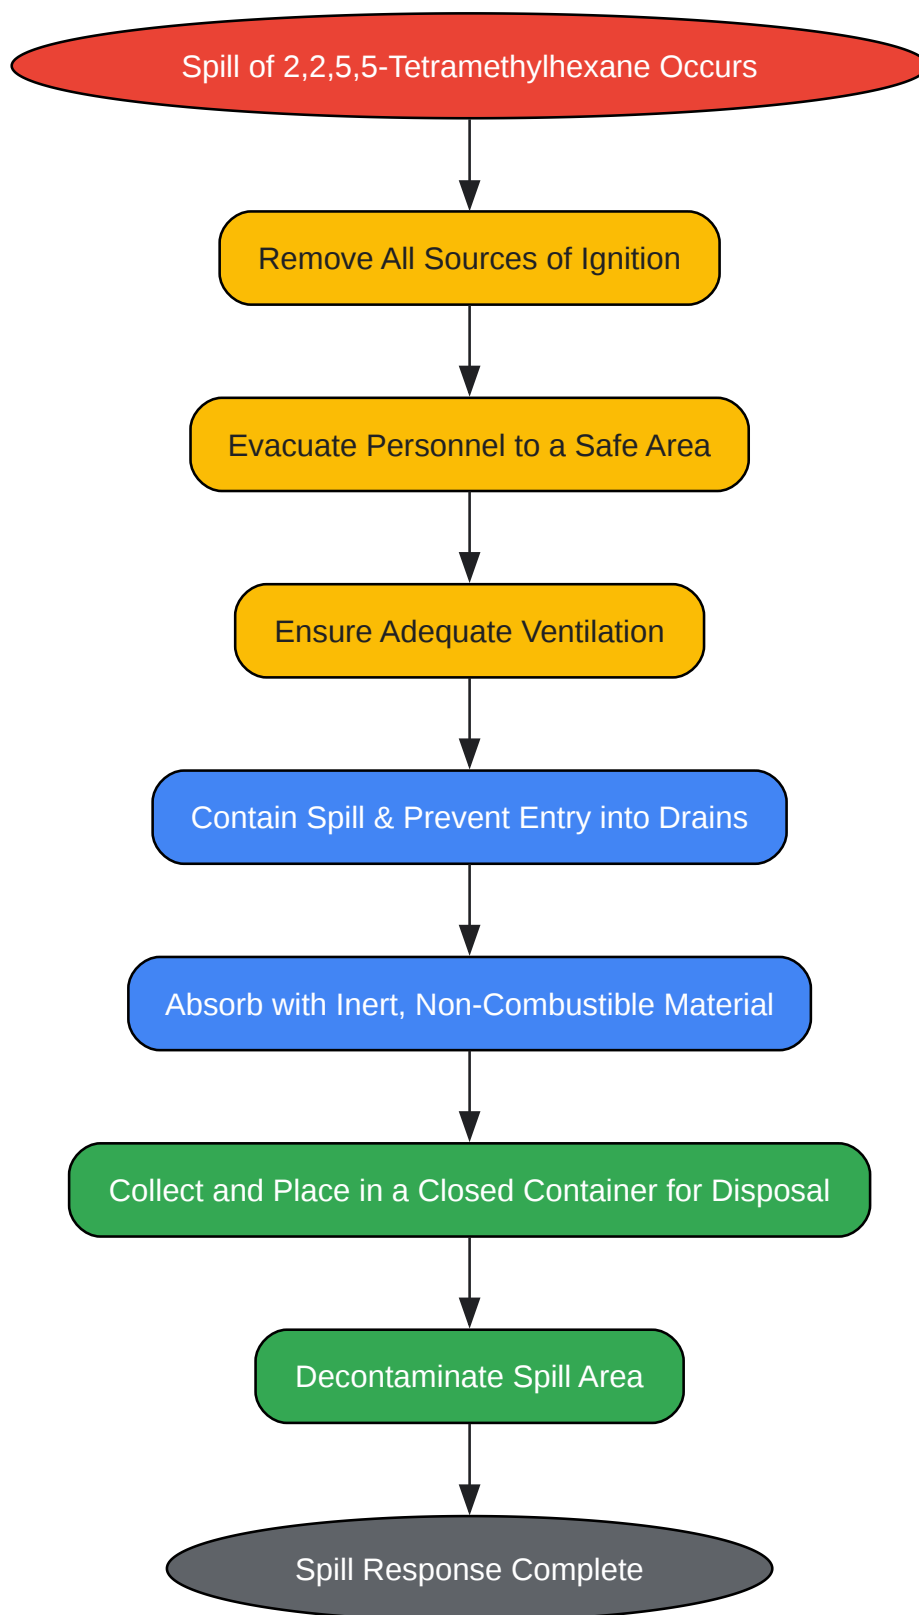 Spill of 2,2,5,5-Tetramethylhexane Occurs
Remove All Sources of Ignition
Evacuate Personnel to a Safe Area
Ensure Adequate Ventilation
Contain Spill & Prevent Entry into Drains
Absorb with Inert, Non-Combustible Material
Collect and Place in a Closed Container for Disposal
Decontaminate Spill Area
Spill Response Complete